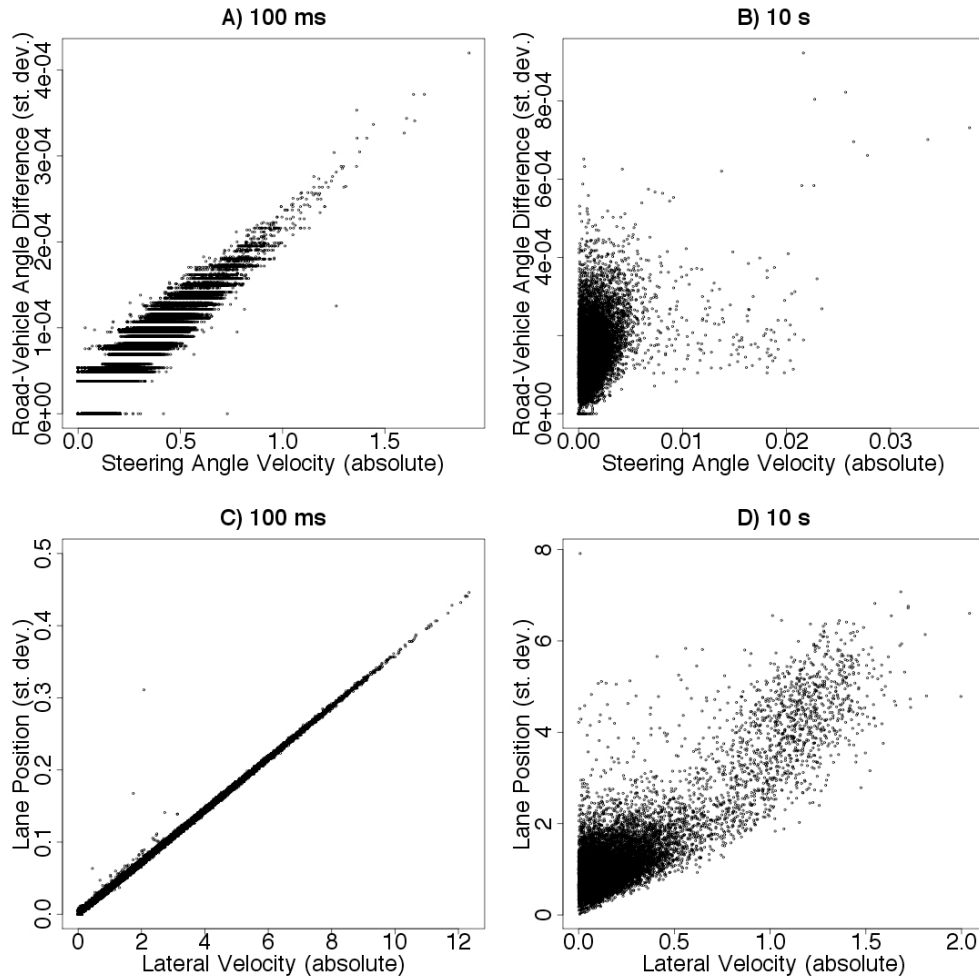 A) 100 ms
Road-Vehicle Angle Difference (st. dev.)
0e+00 1e-04 2e-04 3e-04 4e-04
0.0 0.5 1.0 1.5
Steering Angle Velocity (absolute)
B) 10 s
Road-Vehicle Angle Difference (st. dev.)
0e+00 4e-04 6e-04 8e-04
0.00 0.01 0.02 0.03
Steering Angle Velocity (absolute)
C) 100 ms
Lane Position (st. dev.)
0.0 0.1 0.2 0.3 0.4 0.5
0 2 4 6 8 10 12
Lateral Velocity (absolute)
D) 10 s
Lane Position (st. dev.)
0 2 4 6 8
0.0 0.5 1.0 1.5 2.0
Lateral Velocity (absolute)